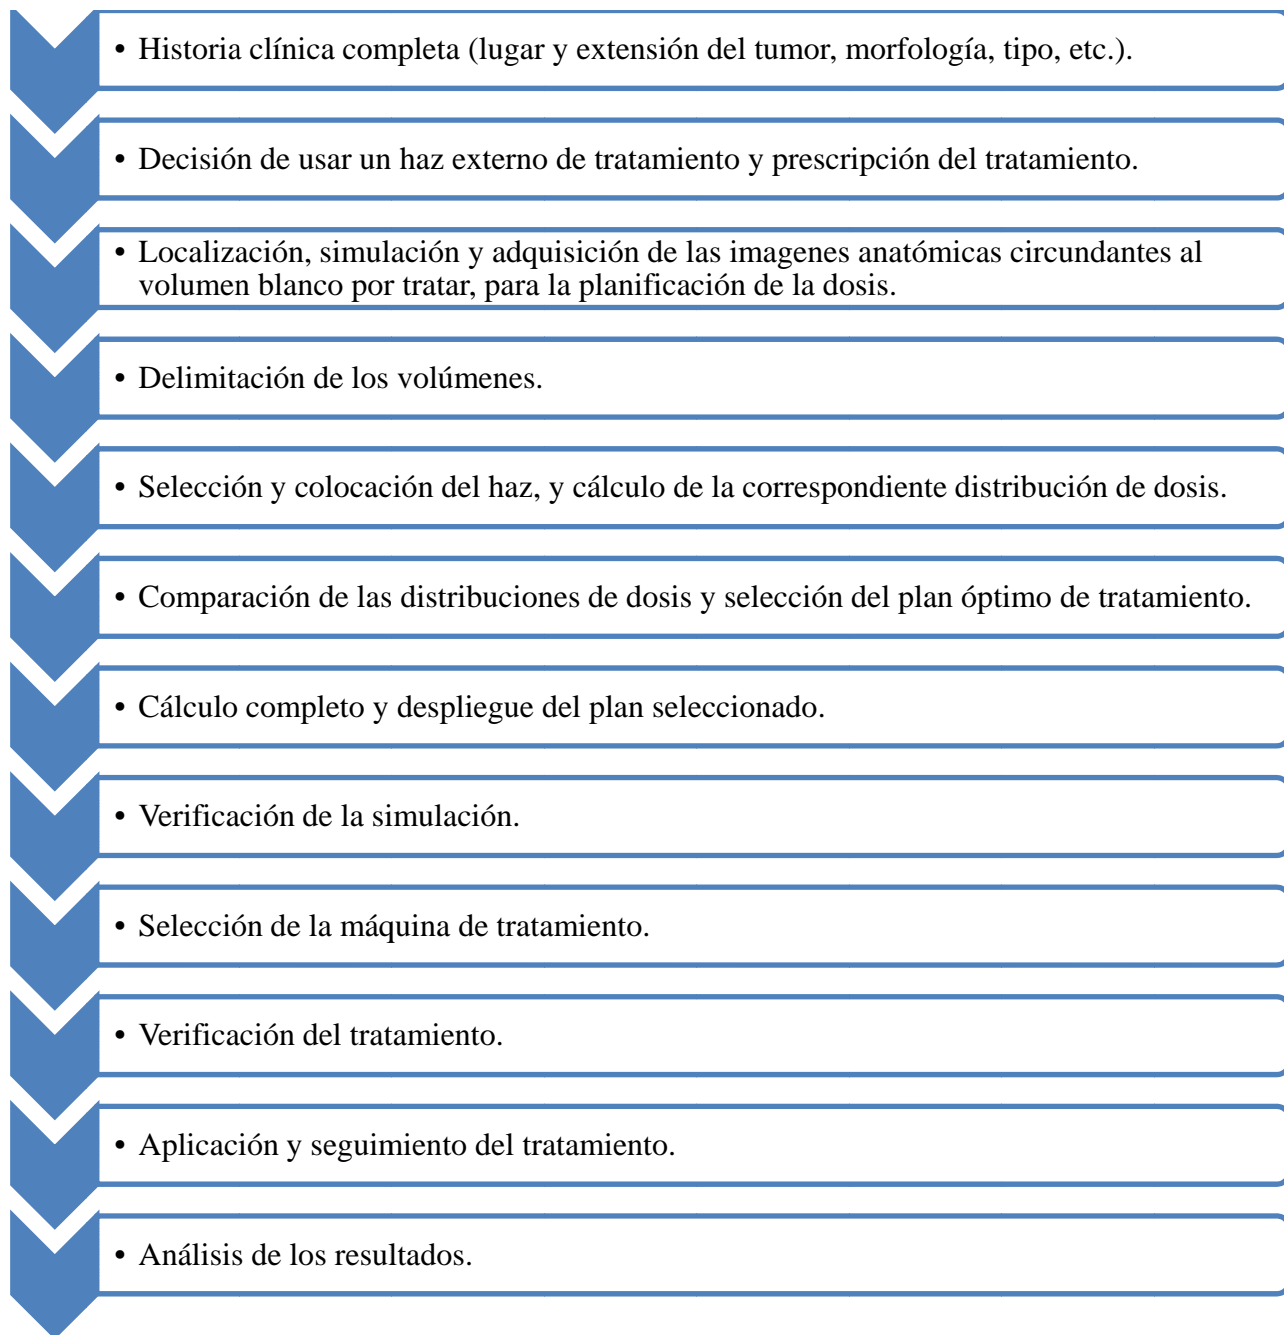 • Historia clínica completa (lugar y extensión del tumor, morfología, tipo, etc.).
• Decisión de usar un haz externo de tratamiento y prescripción del tratamiento.
• Localización, simulación y adquisición de las imagenes anatómicas circundantes al
volumen blanco por tratar, para la planificación de la dosis.
• Delimitación de los volúmenes.
• Selección y colocación del haz, y cálculo de la correspondiente distribución de dosis.
• Comparación de las distribuciones de dosis y selección del plan óptimo de tratamiento.
• Cálculo completo y despliegue del plan seleccionado.
• Verificación de la simulación.
• Selección de la máquina de tratamiento.
• Verificación del tratamiento.
• Aplicación y seguimiento del tratamiento.
• Análisis de los resultados.